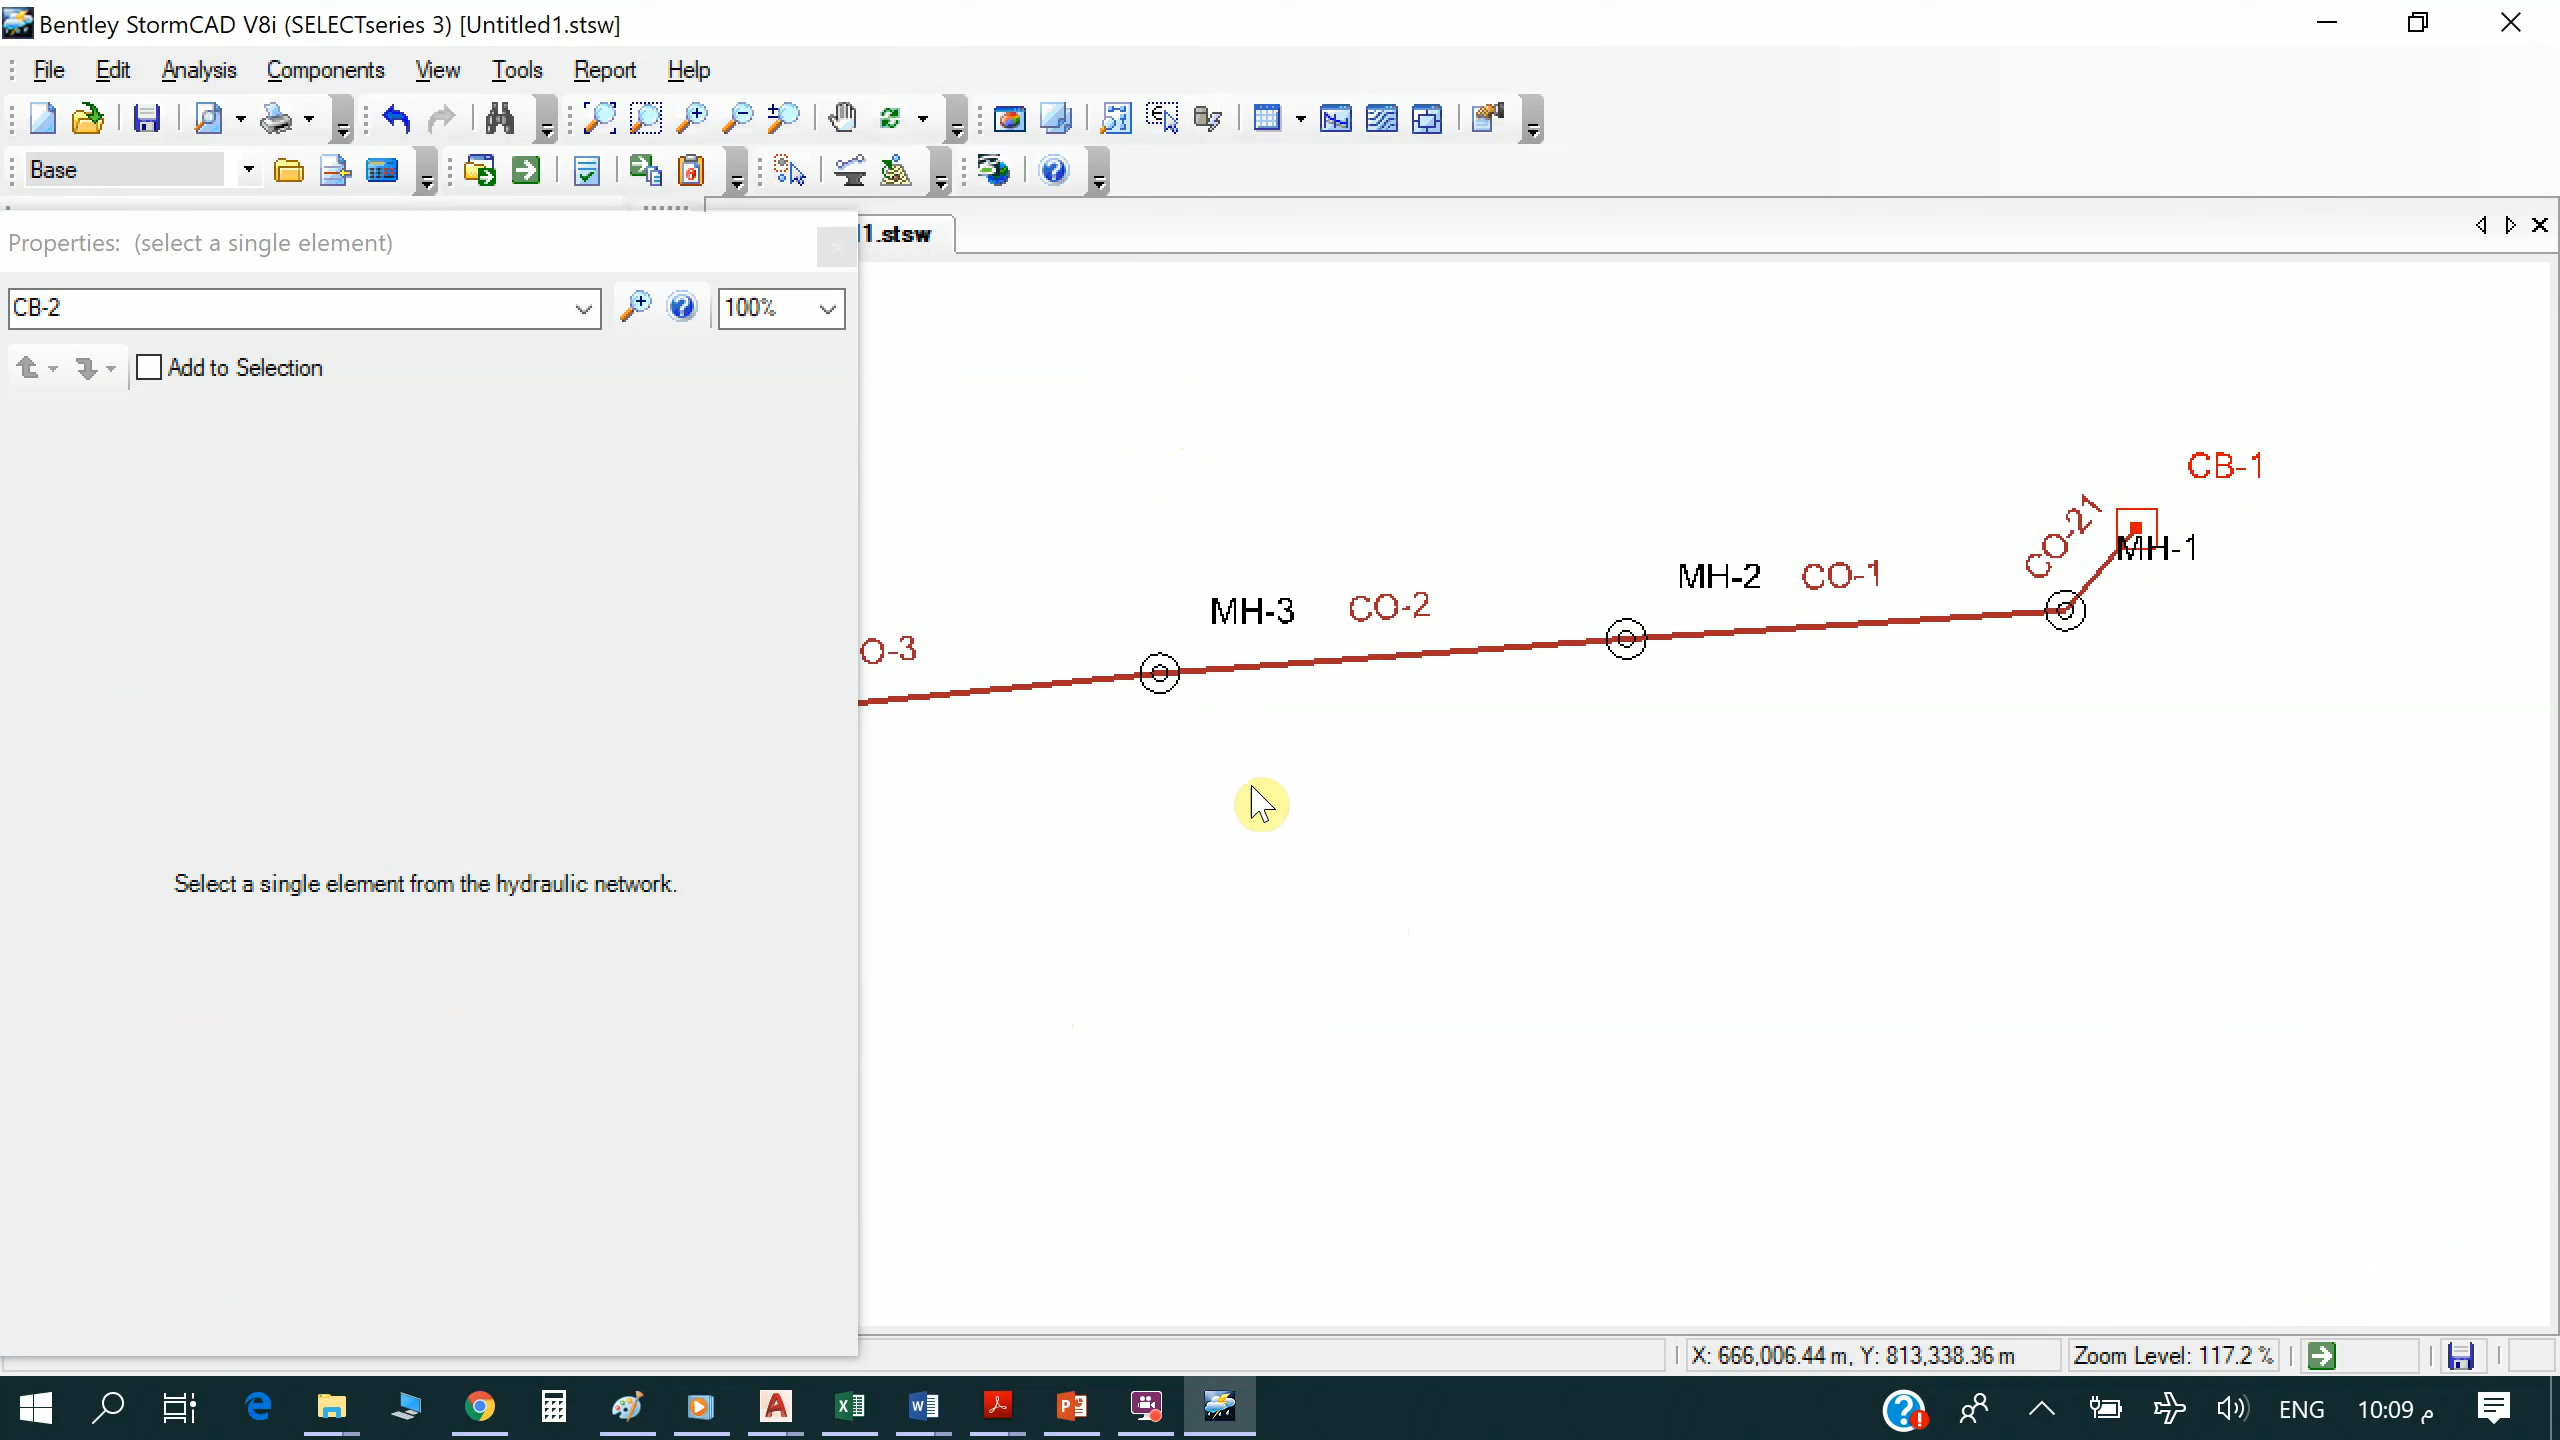 Bentley StormCAD V8i (SELECTseries 3) [Untitled1.stsw]
File Edit Analysis Components View Tools Report Help
Base
Properties: (select a single element)
1.stsw
CB-2
100%
Add to Selection
CB-1
CO-21
MH-1
MH-2
CO-1
MH-3
CO-2
O-3
Select a single element from the hydraulic network.
X: 666,006.44 m, Y: 813,338.36 m
Zoom Level: 117.2 %
ENG
10:09 م